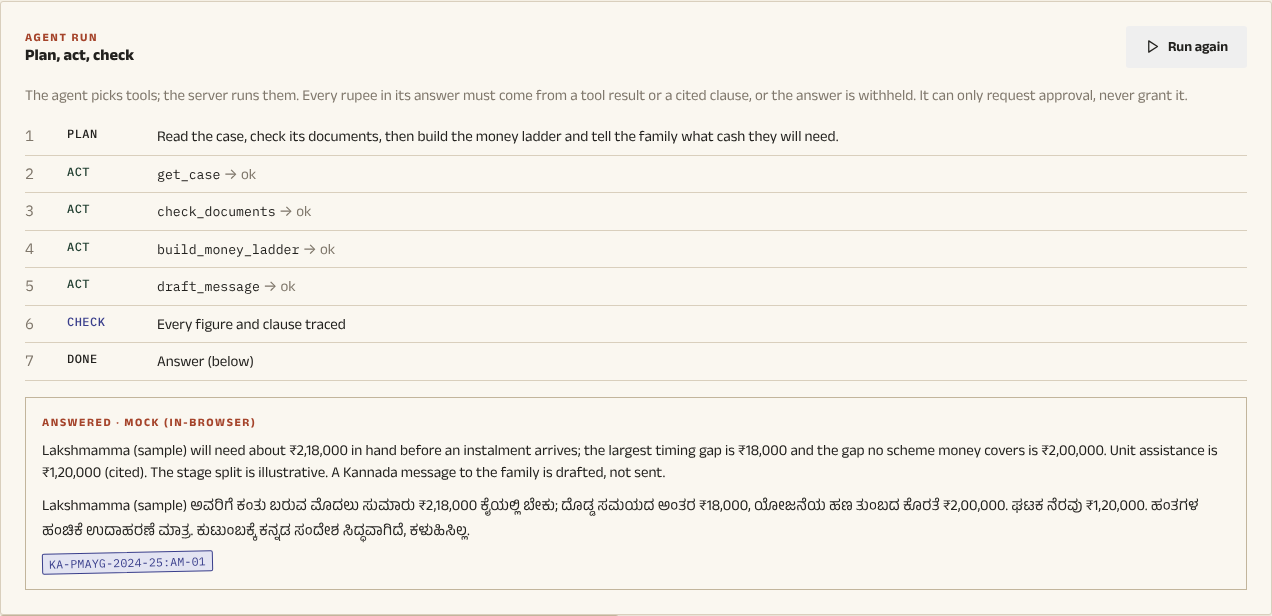 AGENT RUN
Plan, act, check
Run again
The agent picks tools; the server runs them. Every rupee in its answer must come from a tool result or a cited clause, or the answer is withheld. It can only request approval, never grant it.
1 PLAN Read the case, check its documents, then build the money ladder and tell the family what cash they will need.
2 ACT get_case → ok
3 ACT check_documents → ok
4 ACT build_money_ladder → ok
5 ACT draft_message → ok
6 CHECK Every figure and clause traced
7 DONE Answer (below)
ANSWERED · MOCK (IN-BROWSER)
Lakshmamma (sample) will need about ₹2,18,000 in hand before an instalment arrives; the largest timing gap is ₹18,000 and the gap no scheme money covers is ₹2,00,000. Unit assistance is
₹1,20,000 (cited). The stage split is illustrative. A Kannada message to the family is drafted, not sent.
Lakshmamma (sample) ಅವರಿಗೆ ಕಂತು ಬರುವ ಮೊದಲು ಸುಮಾರು ₹2,18,000 ಕೈಯಲ್ಲಿ ಬೇಕು; ದೊಡ್ಡ ಸಮಯದ ಅಂತರ ₹18,000, ಯೋಜನೆಯ ಹಣ ತುಂಬದ ಕೊರತೆ ₹2,00,000. ಘಟಕ ನೆರವು ₹1,20,000. ಹಂತಗಳ
ಹಂಚಿಕೆ ಉದಾಹರಣೆ ಮಾತ್ರ. ಕುಟುಂಬಕ್ಕೆ ಕನ್ನಡ ಸಂದೇಶ ಸಿದ್ಧವಾಗಿದೆ, ಕಳುಹಿಸಿಲ್ಲ.
KA-PMAYG-2024-25:AM-01